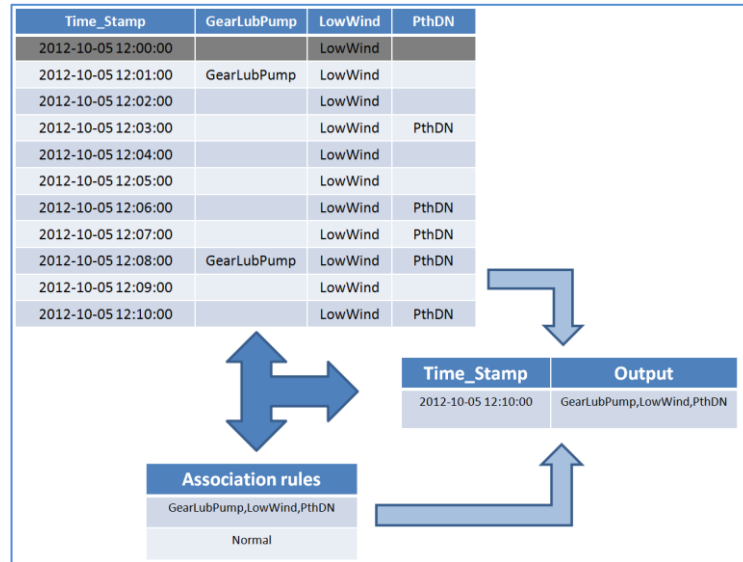 Time_Stamp GearLubPump LowWind PthDN
2012-10-05 12:00:00 LowWind
2012-10-05 12:01:00 GearLubPump LowWind
2012-10-05 12:02:00 LowWind
2012-10-05 12:03:00 LowWind PthDN
2012-10-05 12:04:00 LowWind
2012-10-05 12:05:00 LowWind
2012-10-05 12:06:00 LowWind PthDN
2012-10-05 12:07:00 LowWind PthDN
2012-10-05 12:08:00 GearLubPump LowWind PthDN
2012-10-05 12:09:00 LowWind
2012-10-05 12:10:00 LowWind PthDN
Time_Stamp Output
2012-10-05 12:10:00 GearLubPump,LowWind,PthDN
Association rules
GearLubPump,LowWind,PthDN
Normal